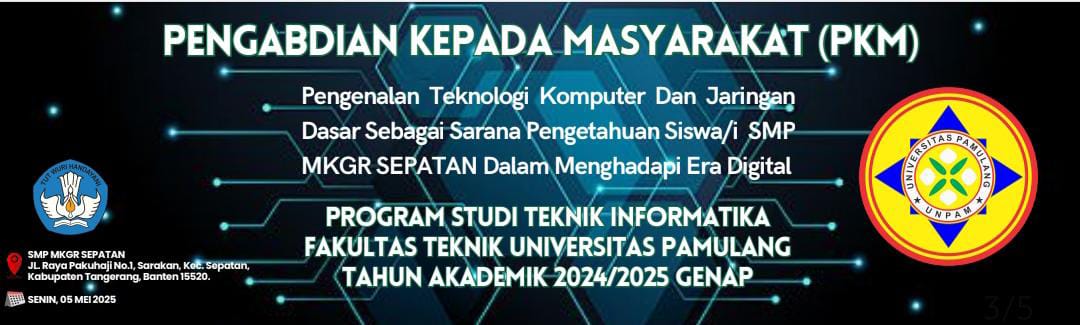 PENGABDIAN KEPADA MASYARAKAT (PKM)
Pengenalan Teknologi Komputer Dan Jaringan
Dasar Sebagai Sarana Pengetahuan Siswa/i SMP
MKGR SEPATAN Dalam Menghadapi Era Digital
PROGRAM STUDI TEKNIK INFORMATIKA
FAKULTAS TEKNIK UNIVERSITAS PAMULANG
TAHUN AKADEMIK 2024/2025 GENAP
TUT WURI HANDAYANI
SMP MKGR SEPATAN
JL. Raya Pakuhaji No.1, Sarakan, Kec. Sepatan,
Kabupaten Tangerang, Banten 15520.
SENIN, 05 MEI 2025
UNIVERSITAS PAMULANG
UNPAM
3/5